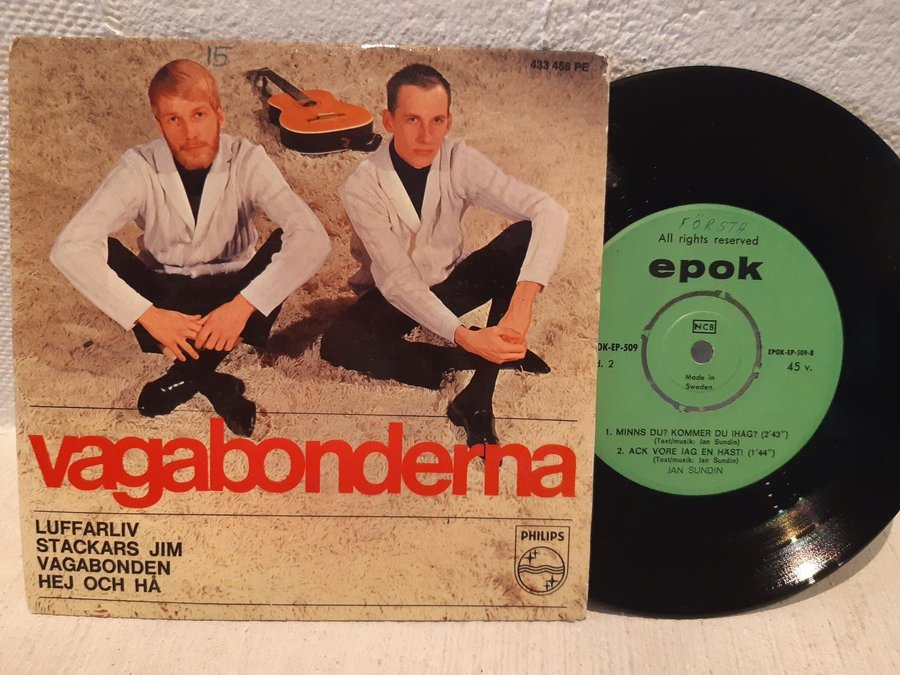 15
433 458 PE
vagabonderna
LUFFARLIV
STACKARS JIM
VAGABONDEN
HEJ OCH HÅ
PHILIPS
FÖRSTA
All rights reserved
epok
NCB
OK-EP-509
EPOK-EP-509-B
. 2
45 v.
Made in
Sweden
1. MINNS DU? KOMMER DU IHÅG? (2'43")
(Text/musik: Jan Sundin)
2. ACK VORE JAG EN HÄST! (1'44")
(Text/musik: Jan Sundin)
JAN SUNDIN